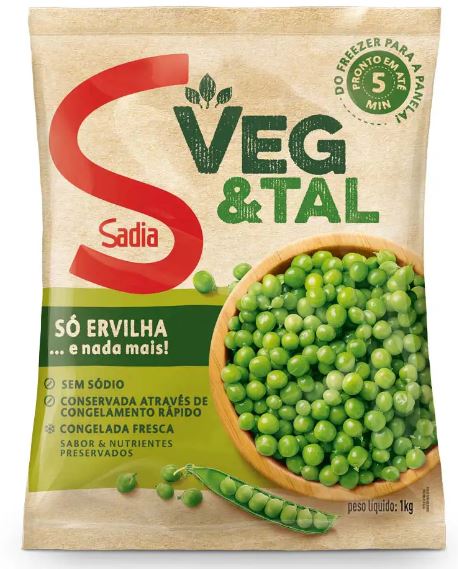 DO FREEZER PARA A PANELA!
PRONTO EM ATÉ
5
MIN
VEG
&TAL
S
Sadia
SÓ ERVILHA
... e nada mais!
SEM SÓDIO
CONSERVADA ATRAVÉS DE
CONGELAMENTO RÁPIDO
CONGELADA FRESCA
SABOR & NUTRIENTES
PRESERVADOS
peso líquido: 1kg